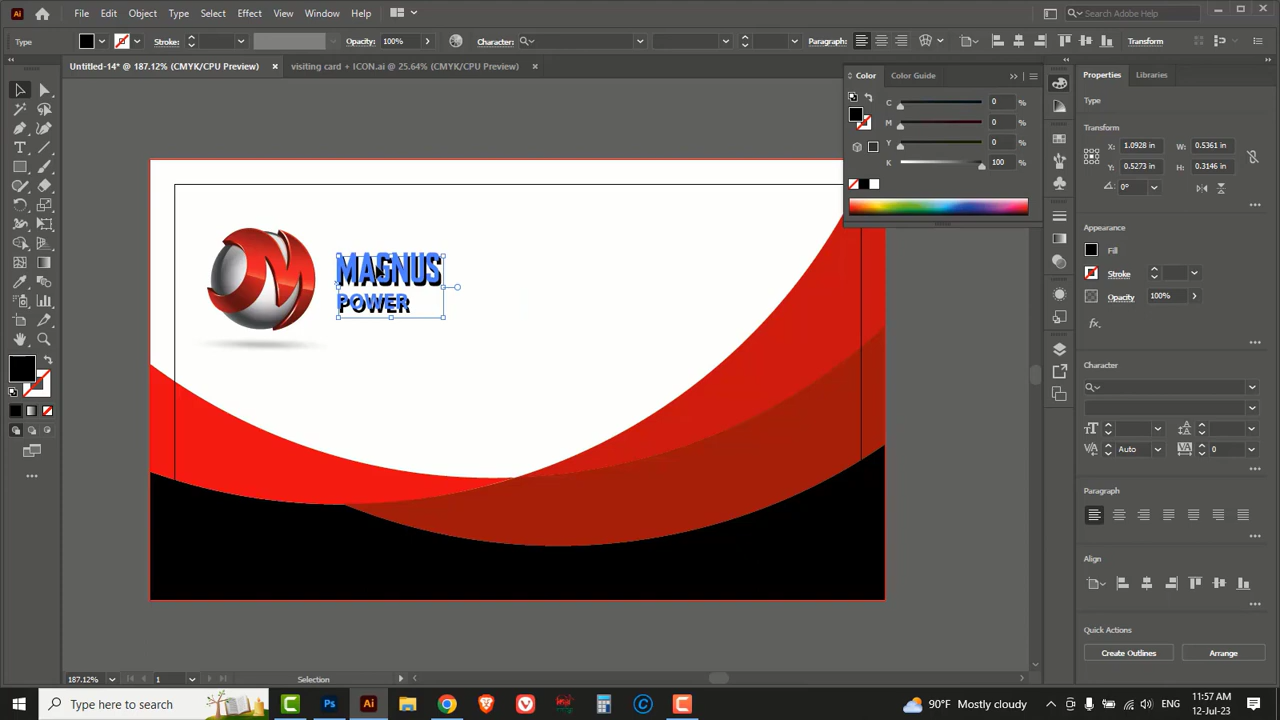 Ai File Edit Object Type Select Effect View Window Help Search Adobe Help
Type Stroke: Opacity: 100% Character: Paragraph: Transform
Untitled-14* @ 187.12% (CMYK/CPU Preview) × visiting card + ICON.ai @ 25.64% (CMYK/CPU Preview) ×
Color Color Guide
C 0 %
M 0 %
Y 0 %
K 100 %
Properties Libraries
Type
Transform
X: 1.0928 in W: 0.5361 in
Y: 0.5273 in H: 0.3146 in
0°
Appearance
Fill
Stroke
Opacity 100%
fx.
Character
Auto 0
Paragraph
Align
Quick Actions
Create Outlines Arrange
MAGNUS
POWER
187.12% 1 Selection
Type here to search Ps Ai 90°F Mostly cloudy ENG 11:57 AM
12-Jul-23